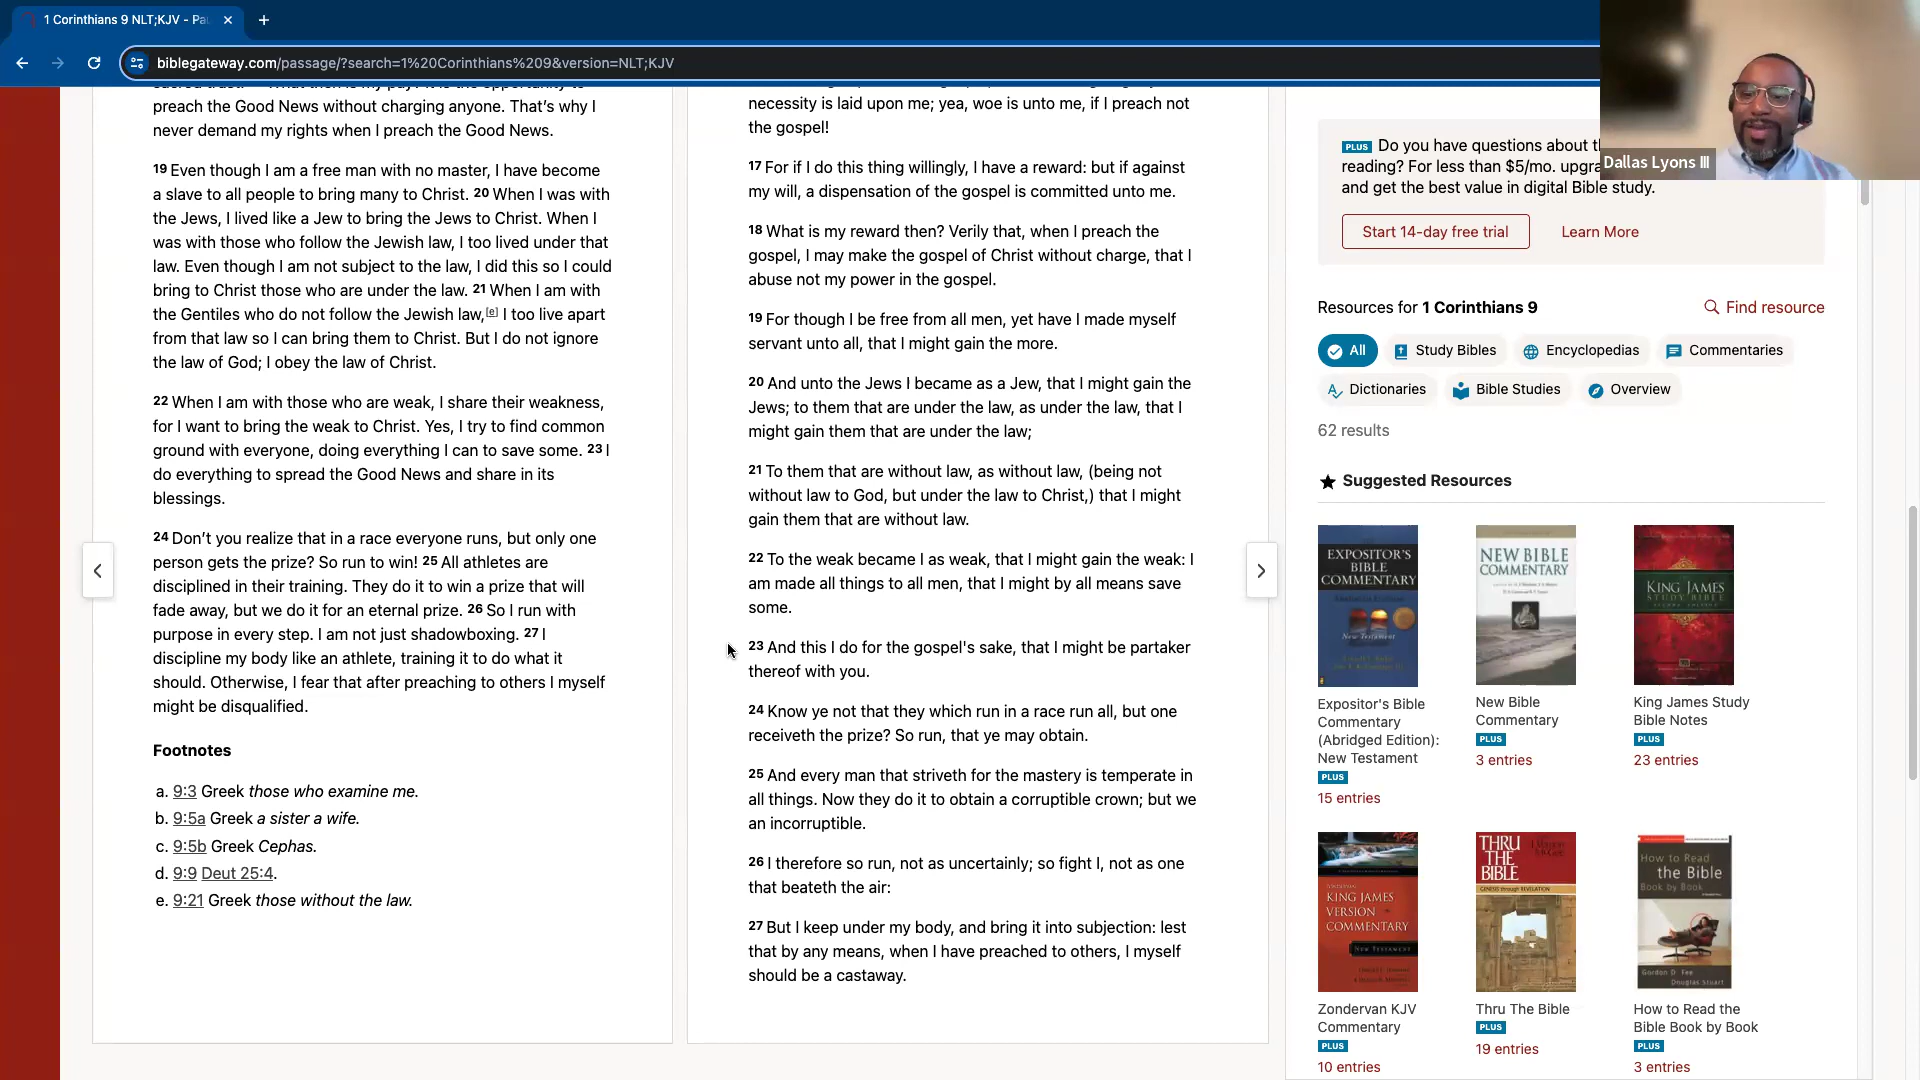 1 Corinthians 9 NLT;KJV - Pa
biblegateway.com/passage/?search=1%20Corinthians%209&version=NLT;KJV
preach the Good News without charging anyone. That's why I
never demand my rights when I preach the Good News.
19 Even though I am a free man with no master, I have become
a slave to all people to bring many to Christ. 20 When I was with
the Jews, I lived like a Jew to bring the Jews to Christ. When I
was with those who follow the Jewish law, I too lived under that
law. Even though I am not subject to the law, I did this so I could
bring to Christ those who are under the law. 21 When I am with
the Gentiles who do not follow the Jewish law,[e] I too live apart
from that law so I can bring them to Christ. But I do not ignore
the law of God; I obey the law of Christ.
22 When I am with those who are weak, I share their weakness,
for I want to bring the weak to Christ. Yes, I try to find common
ground with everyone, doing everything I can to save some. 23 I
do everything to spread the Good News and share in its
blessings.
24 Don't you realize that in a race everyone runs, but only one
person gets the prize? So run to win! 25 All athletes are
disciplined in their training. They do it to win a prize that will
fade away, but we do it for an eternal prize. 26 So I run with
purpose in every step. I am not just shadowboxing. 27 I
discipline my body like an athlete, training it to do what it
should. Otherwise, I fear that after preaching to others I myself
might be disqualified.
Footnotes
a. 9:3 Greek those who examine me.
b. 9:5a Greek a sister a wife.
c. 9:5b Greek Cephas.
d. 9:9 Deut 25:4.
e. 9:21 Greek those without the law.
necessity is laid upon me; yea, woe is unto me, if I preach not
the gospel!
17 For if I do this thing willingly, I have a reward: but if against
my will, a dispensation of the gospel is committed unto me.
18 What is my reward then? Verily that, when I preach the
gospel, I may make the gospel of Christ without charge, that I
abuse not my power in the gospel.
19 For though I be free from all men, yet have I made myself
servant unto all, that I might gain the more.
20 And unto the Jews I became as a Jew, that I might gain the
Jews; to them that are under the law, as under the law, that I
might gain them that are under the law;
21 To them that are without law, as without law, (being not
without law to God, but under the law to Christ,) that I might
gain them that are without law.
22 To the weak became I as weak, that I might gain the weak: I
am made all things to all men, that I might by all means save
some.
23 And this I do for the gospel's sake, that I might be partaker
thereof with you.
24 Know ye not that they which run in a race run all, but one
receiveth the prize? So run, that ye may obtain.
25 And every man that striveth for the mastery is temperate in
all things. Now they do it to obtain a corruptible crown; but we
an incorruptible.
26 I therefore so run, not as uncertainly; so fight I, not as one
that beateth the air:
27 But I keep under my body, and bring it into subjection: lest
that by any means, when I have preached to others, I myself
should be a castaway.
Dallas Lyons III
PLUS Do you have questions about
reading? For less than $5/mo.
and get the best value in digital Bible study.
Start 14-day free trial
Learn More
Resources for 1 Corinthians 9
Find resource
All Study Bibles Encyclopedias Commentaries
Dictionaries Bible Studies Overview
62 results
Suggested Resources
EXPOSITOR'S
BIBLE
COMMENTARY
New Testament
NEW BIBLE
COMMENTARY
KING JAMES
STUDY BIBLE
Expositor's Bible
Commentary
(Abridged Edition):
New Testament
PLUS
15 entries
New Bible
Commentary
PLUS
3 entries
King James Study
Bible Notes
PLUS
23 entries
KING JAMES
VERSION
COMMENTARY
NEW TESTAMENT
THRU
THE
BIBLE
GENESIS through REVELATION
How to Read
the Bible
Book by Book
Gordon D. Fee
Douglas Stuart
Zondervan KJV
Commentary
PLUS
10 entries
Thru The Bible
PLUS
19 entries
How to Read the
Bible Book by Book
PLUS
3 entries